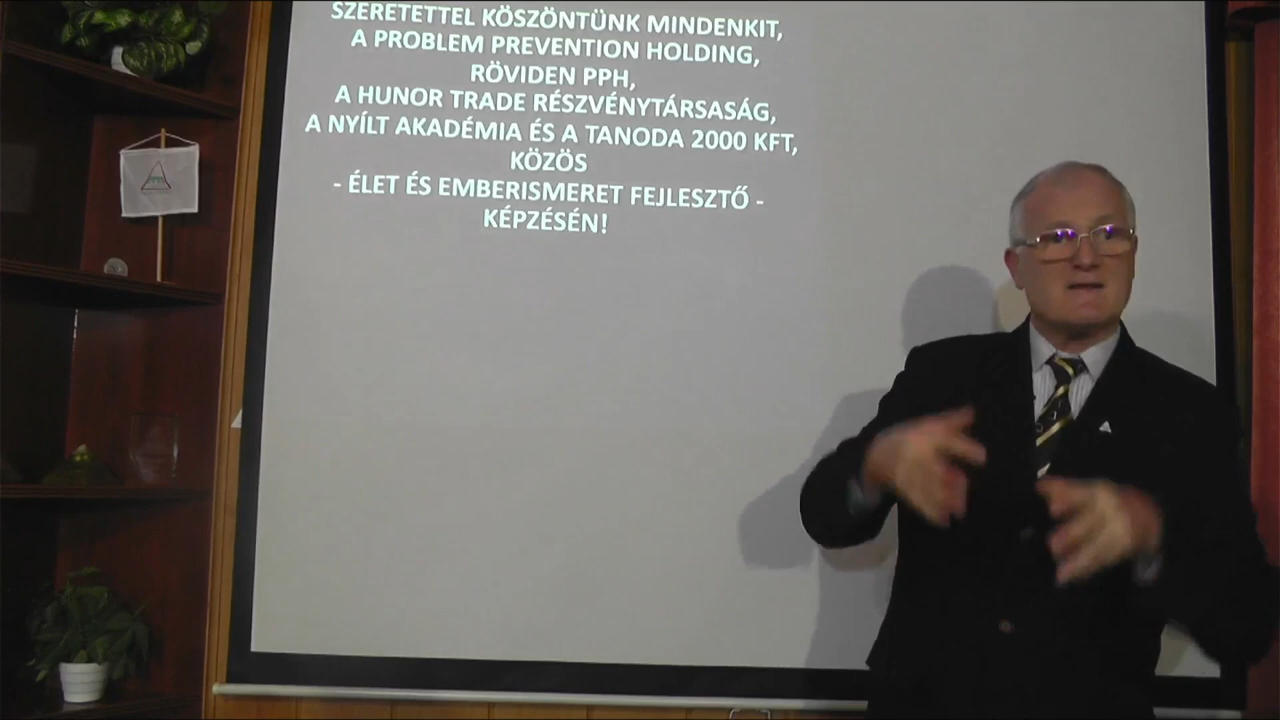 SZERETETTEL KÖSZÖNTÜNK MINDENKIT,
A PROBLEM PREVENTION HOLDING,
RÖVIDEN PPH,
A HUNOR TRADE RÉSZVÉNYTÁRSASÁG,
A NYÍLT AKADÉMIA ÉS A TANODA 2000 KFT,
KÖZÖS
- ÉLET ÉS EMBERISMERET FEJLESZTŐ -
KÉPZÉSÉN!